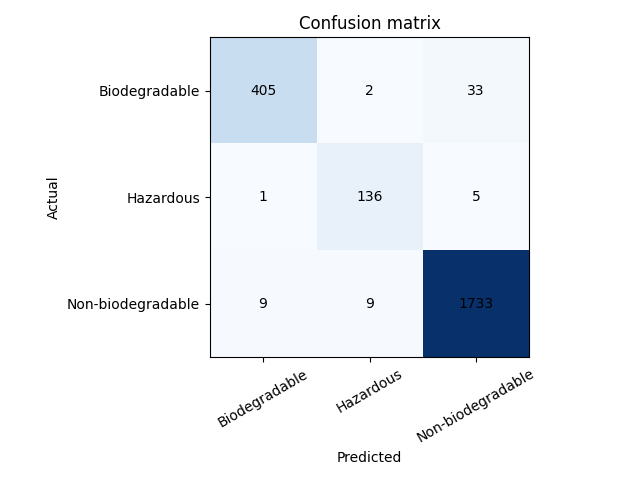 Confusion matrix
Biodegradable 405 2 33
Hazardous 1 136 5
Non-biodegradable 9 9 1733
Actual
Biodegradable Hazardous Non-biodegradable
Predicted